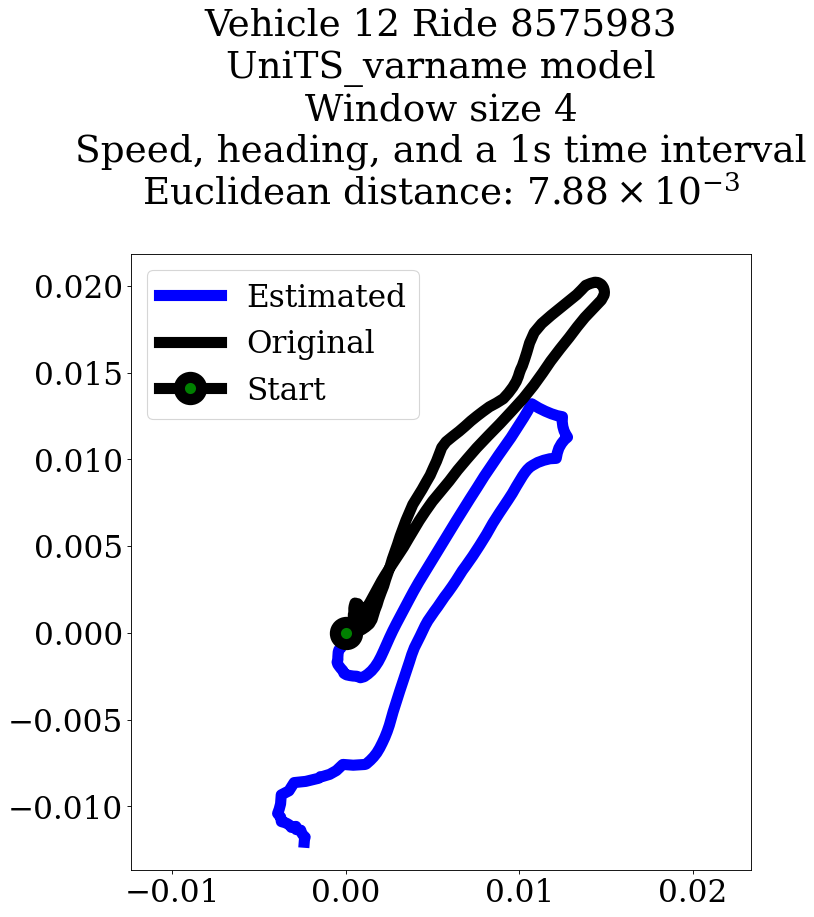 Vehicle 12 Ride 8575983
UniTS_varname model
Window size 4
Speed, heading, and a 1s time interval
Euclidean distance: 7.88 × 10⁻³
Estimated
Original
Start
0.020
0.015
0.010
0.005
0.000
−0.005
−0.010
−0.01 0.00 0.01 0.02